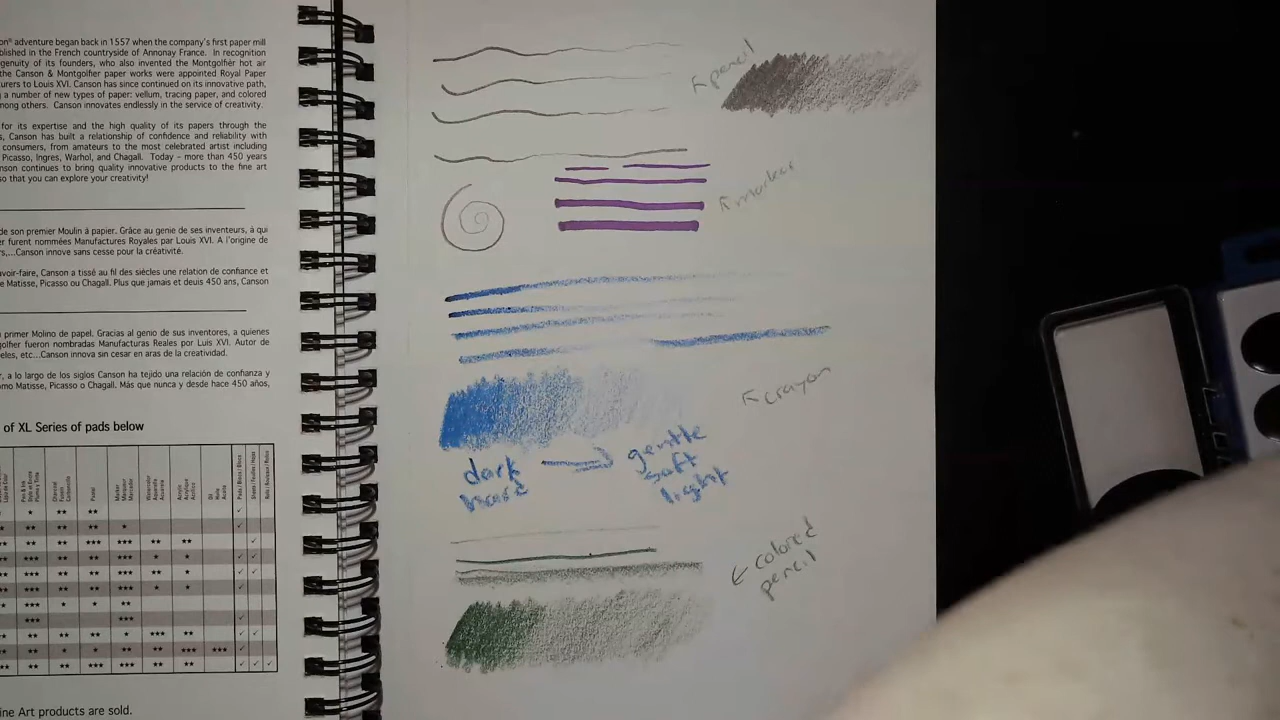 on® adventure began back in 1557 when the company's first paper mill
blished in the French countryside of Annonay France. In recognition
genuity of its founders, who also invented the Montgolfier hot air
the Canson & Montgolfier paper works were appointed Royal Paper
urers to Louis XVI. Canson has since continued on its innovative path,
g a number of new types of paper: vellum, tracing paper, and colored
mong others. Canson innovates endlessly in the service of creativity.
for its expertise and the high quality of its papers through the
s, Canson has built a relationship of confidence and reliability with
consumers, from amateurs to the most celebrated artist including
Picasso, Ingres, Warhol, and Chagall. Today - more than 450 years
nson continues to bring quality innovative products to the fine art
so that you can explore your creativity!
de son premier Moulin à papier. Grâce au genie de ses inventeurs, à qui
er furent nommées Manufactures Royales par Louis XVI. A l'origine de
rs,...Canson innove sans cesse pour la créativité.
avoir-faire, Canson a tissé au fil des siècles une relation de confiance et
e Matisse, Picasso ou Chagall. Plus que jamais et deuis 450 ans, Canson
primer Molino de papel. Gracias al genio de sus inventores, a quienes
golfier fueron nombradas Manufacturas Reales por Luis XVI. Autor de
eles, etc...Canson innova sin cesar en aras de la creatividad.
r, a lo largo de los siglos Canson ha tejido una relación de confianza y
omo Matisse, Picasso o Chagall. Más que nunca y desde hace 450 años,
of XL Series of pads below
ine Art products are sold.
pencil
marker
crayon
dark
hard
gentle
soft
light
colored
pencil